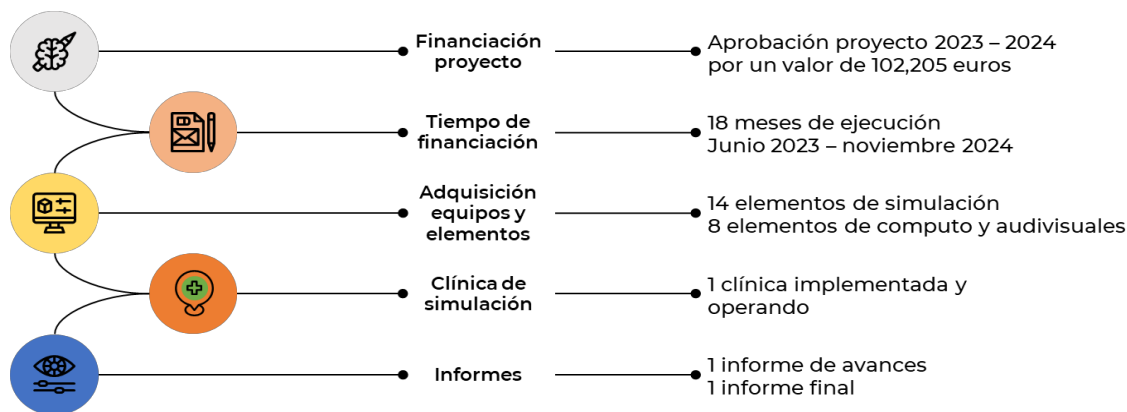 Financiación
proyecto
Aprobación proyecto 2023 – 2024
por un valor de 102,205 euros
Tiempo de
financiación
18 meses de ejecución
Junio 2023 – noviembre 2024
Adquisición
equipos y
elementos
14 elementos de simulación
8 elementos de computo y audivisuales
Clínica de
simulación
1 clínica implementada y
operando
Informes
1 informe de avances
1 informe final